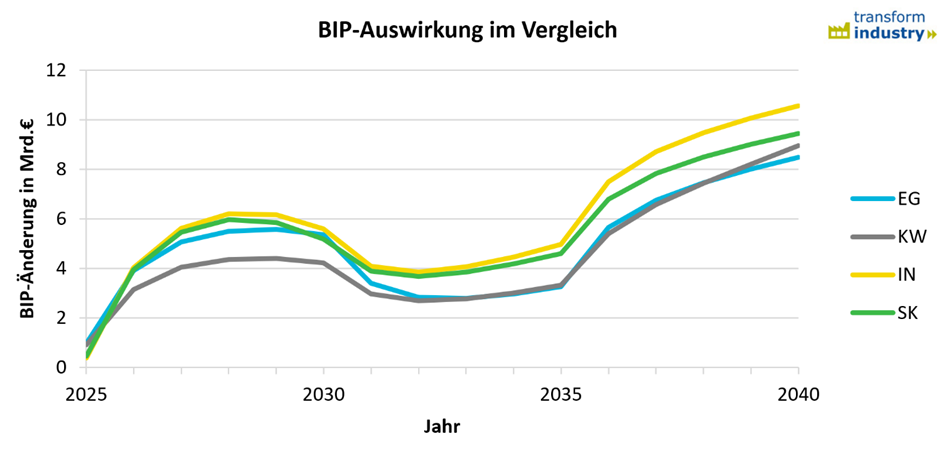 BIP-Auswirkung im Vergleich
transform
industry
BIP-Änderung in Mrd.€
12
10
8
6
4
2
0
2025
2030
2035
2040
Jahr
EG
KW
IN
SK